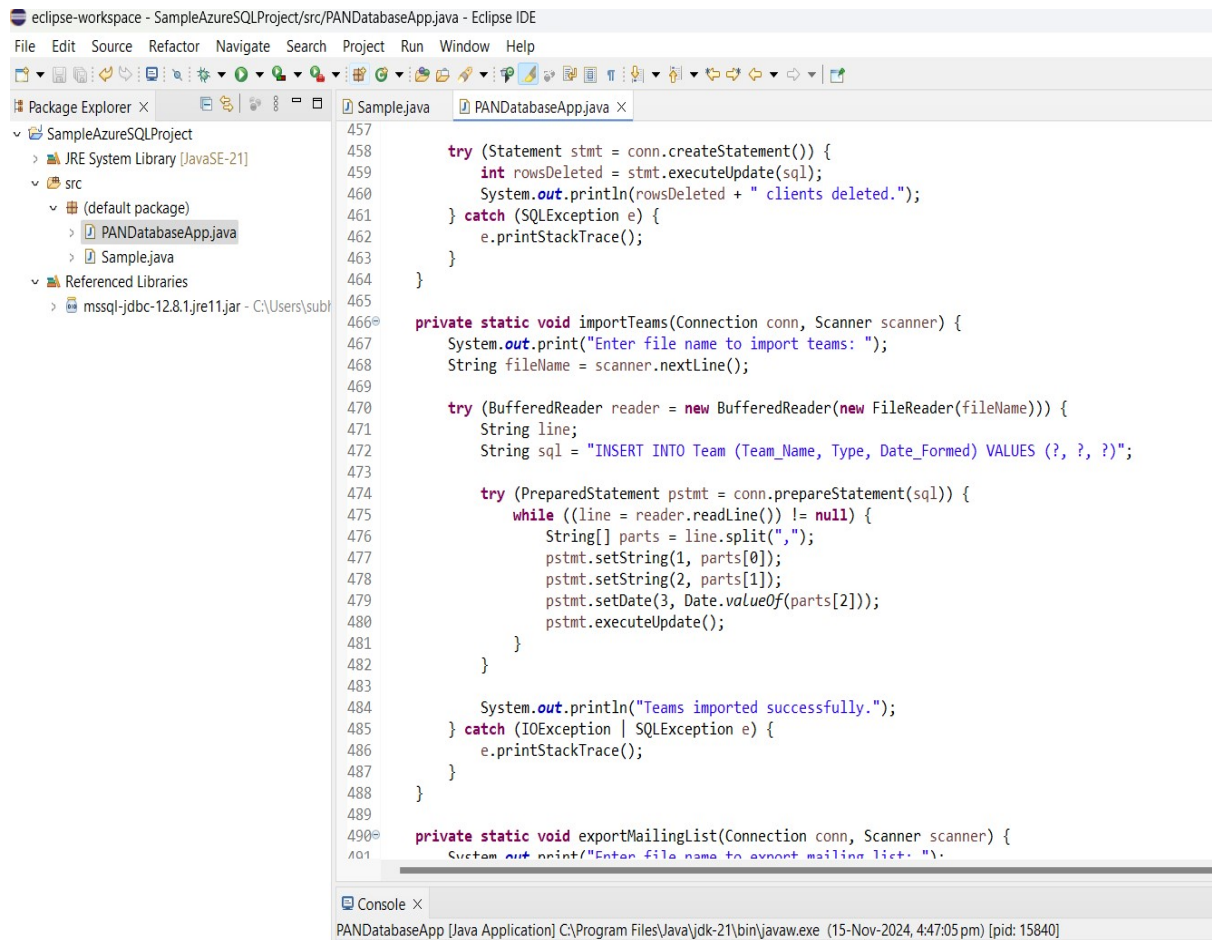 eclipse-workspace - SampleAzureSQLProject/src/PANDatabaseApp.java - Eclipse IDE
File Edit Source Refactor Navigate Search Project Run Window Help
Package Explorer
SampleAzureSQLProject
JRE System Library [JavaSE-21]
src
(default package)
PANDatabaseApp.java
Sample.java
Referenced Libraries
mssql-jdbc-12.8.1.jre11.jar - C:\Users\subh
Sample.java PANDatabaseApp.java
457
458 try (Statement stmt = conn.createStatement()) {
459 int rowsDeleted = stmt.executeUpdate(sql);
460 System.out.println(rowsDeleted + " clients deleted.");
461 } catch (SQLException e) {
462 e.printStackTrace();
463 }
464 }
465
466 private static void importTeams(Connection conn, Scanner scanner) {
467 System.out.print("Enter file name to import teams: ");
468 String fileName = scanner.nextLine();
469
470 try (BufferedReader reader = new BufferedReader(new FileReader(fileName))) {
471 String line;
472 String sql = "INSERT INTO Team (Team_Name, Type, Date_Formed) VALUES (?, ?, ?)";
473
474 try (PreparedStatement pstmt = conn.prepareStatement(sql)) {
475 while ((line = reader.readLine()) != null) {
476 String[] parts = line.split(",");
477 pstmt.setString(1, parts[0]);
478 pstmt.setString(2, parts[1]);
479 pstmt.setDate(3, Date.valueOf(parts[2]));
480 pstmt.executeUpdate();
481 }
482 }
483
484 System.out.println("Teams imported successfully.");
485 } catch (IOException | SQLException e) {
486 e.printStackTrace();
487 }
488 }
489
490 private static void exportMailingList(Connection conn, Scanner scanner) {
491 System.out.print("Enter file name to export mailing list: ");
Console
PANDatabaseApp [Java Application] C:\Program Files\Java\jdk-21\bin\javaw.exe (15-Nov-2024, 4:47:05 pm) [pid: 15840]